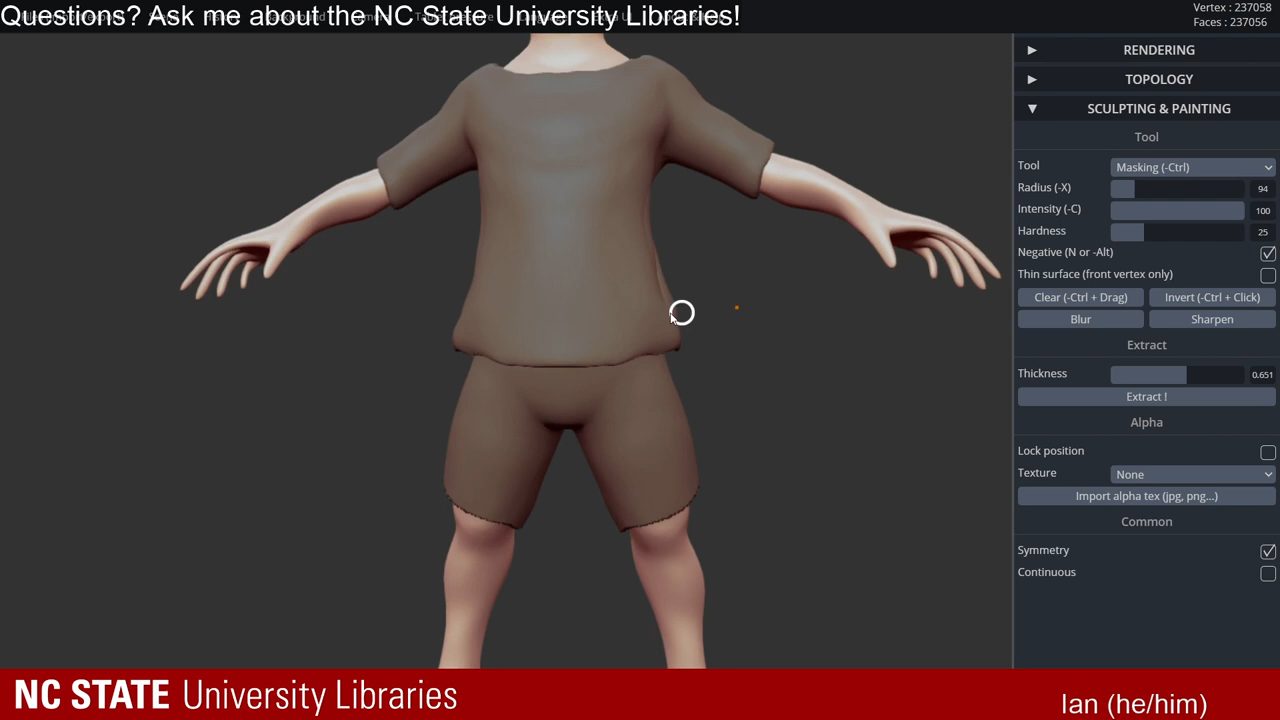 Questions? Ask me about the NC State University Libraries!
Vertex : 237058
Faces : 237056
RENDERING
TOPOLOGY
SCULPTING & PAINTING
Tool
Tool
Masking (-Ctrl)
Radius (-X)
94
Intensity (-C)
100
Hardness
25
Negative (N or -Alt)
Thin surface (front vertex only)
Clear (-Ctrl + Drag)
Invert (-Ctrl + Click)
Blur
Sharpen
Extract
Thickness
0.651
Extract !
Alpha
Lock position
Texture
None
Import alpha tex (jpg, png...)
Common
Symmetry
Continuous
NC STATE University Libraries
Ian (he/him)